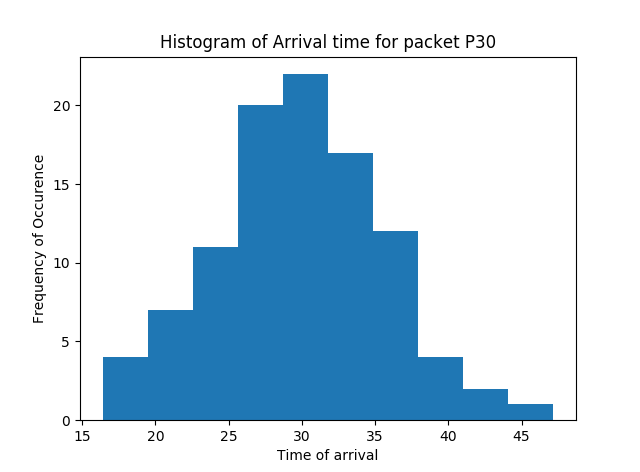 Histogram of Arrival time for packet P30
Frequency of Occurence
20
15
10
5
0
15 20 25 30 35 40 45
Time of arrival